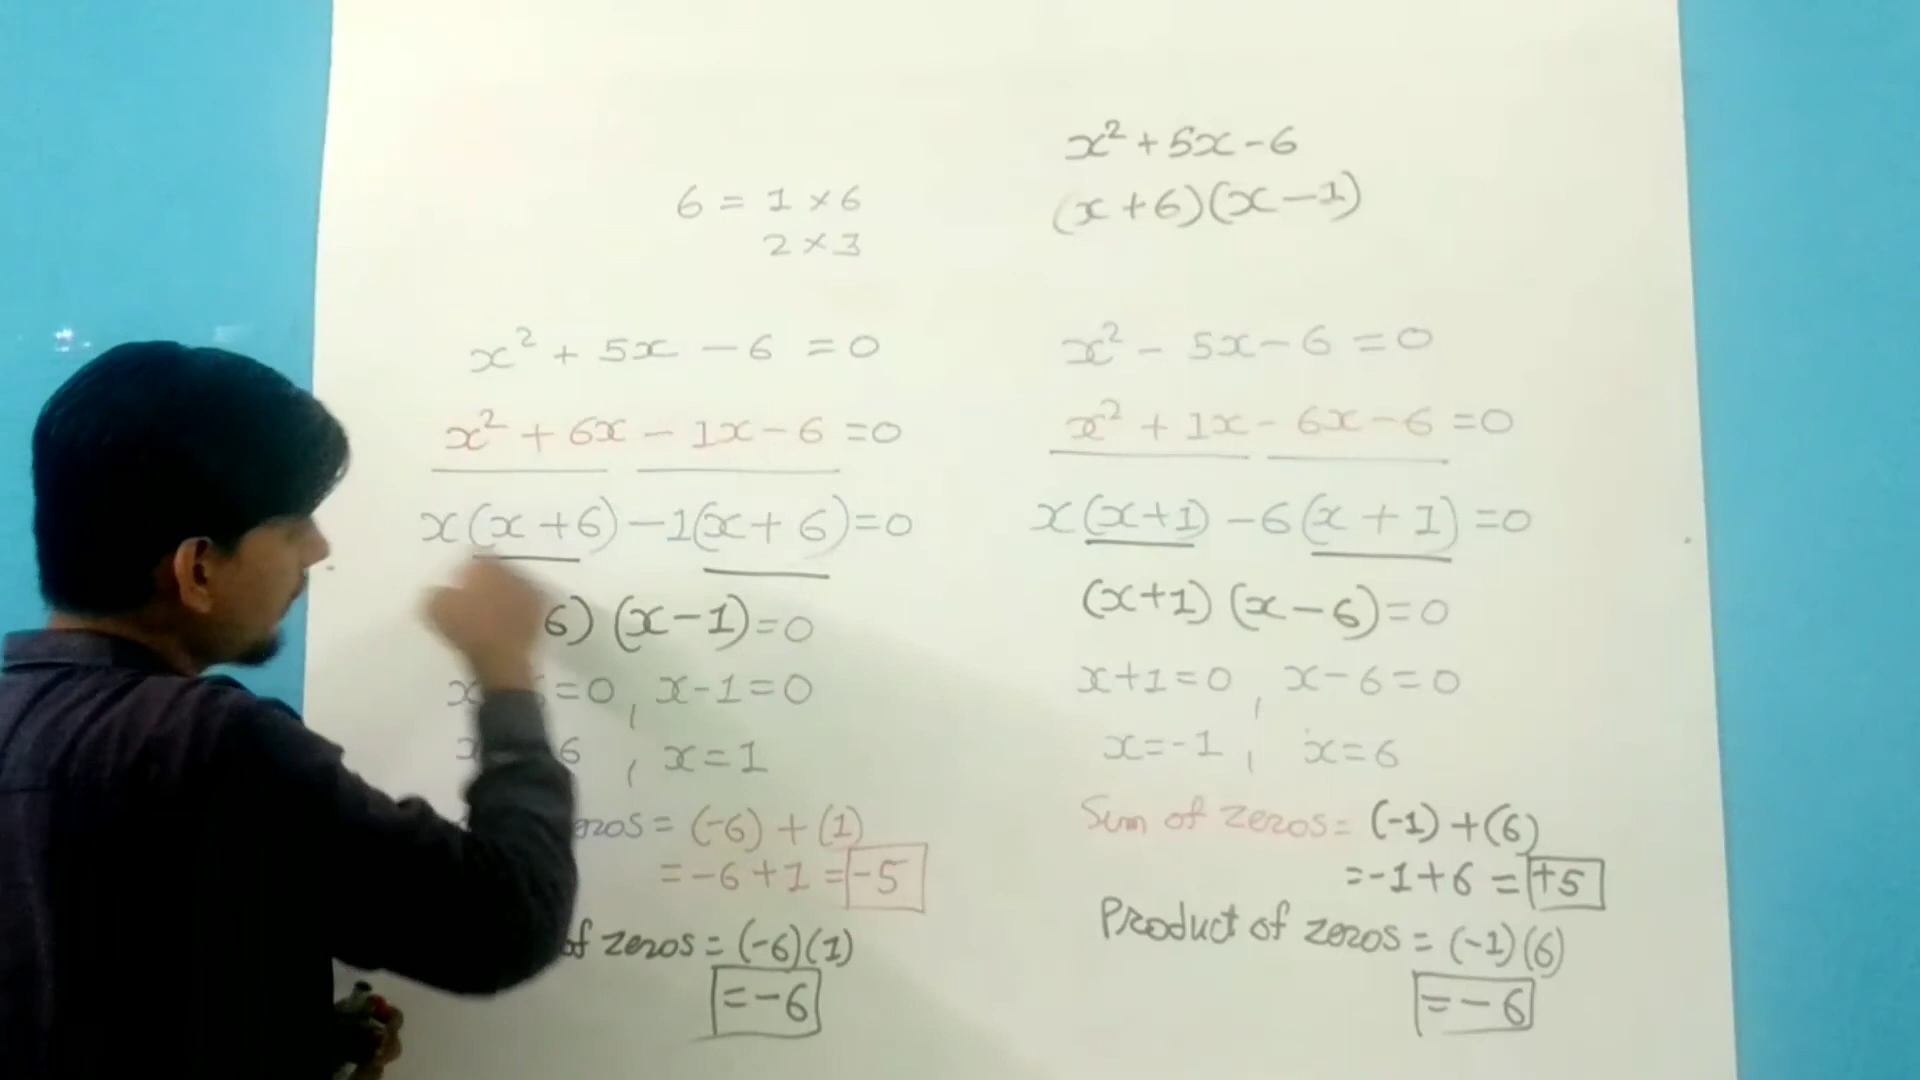 6 = 1 × 6
2 × 3
x² + 5x - 6 = 0
x² + 6x - 1x - 6 = 0
x(x + 6) - 1(x + 6) = 0
6) (x - 1) = 0
x =0 , x - 1 = 0
x 6 , x = 1
= (-6) + (1)
= -6 + 1 = -5
of zeros = (-6)(1)
= -6
x² + 5x - 6
(x + 6)(x - 1)
x² - 5x - 6 = 0
x² + 1x - 6x - 6 = 0
x(x+1) - 6(x + 1) = 0
(x+1) (x - 6) = 0
x+1 = 0 , x - 6 = 0
x = -1 , x = 6
Sum of zeros = (-1) + (6)
= -1 + 6 = +5
Product of zeros = (-1)(6)
= -6